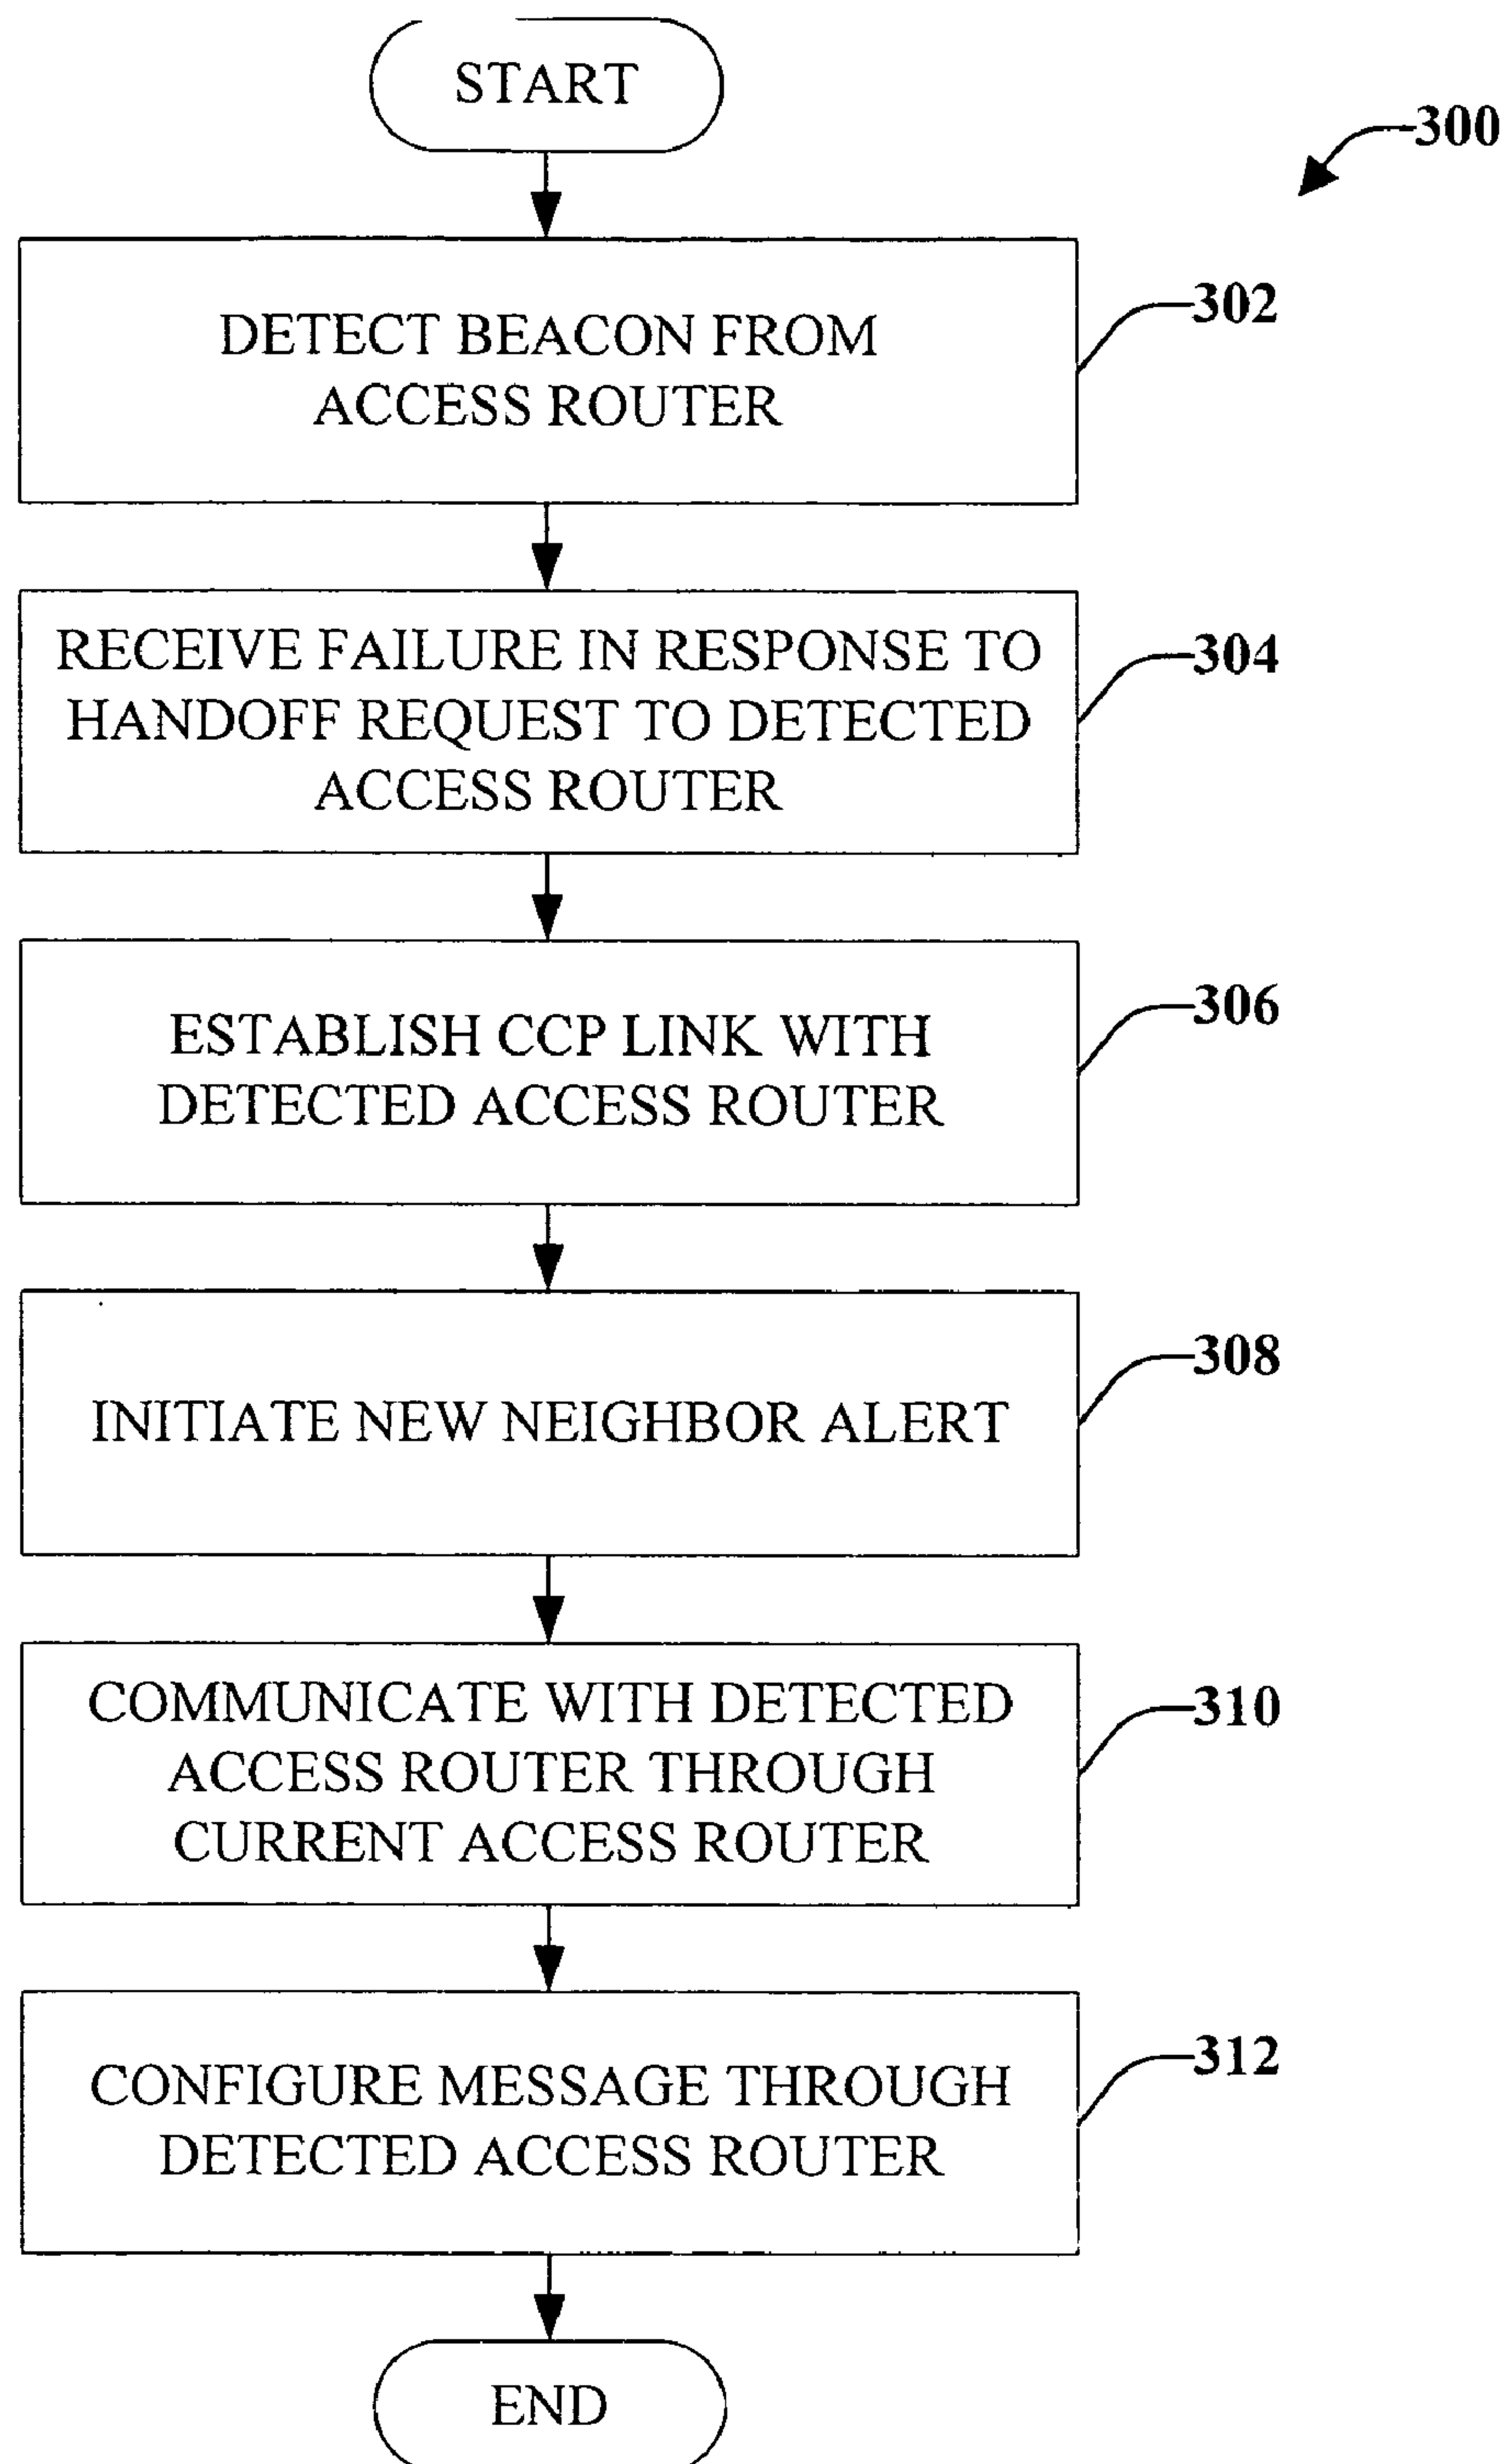 START
300
DETECT BEACON FROM
ACCESS ROUTER
302
RECEIVE FAILURE IN RESPONSE TO
HANDOFF REQUEST TO DETECTED
ACCESS ROUTER
304
ESTABLISH CCP LINK WITH
DETECTED ACCESS ROUTER
306
INITIATE NEW NEIGHBOR ALERT
308
COMMUNICATE WITH DETECTED
ACCESS ROUTER THROUGH
CURRENT ACCESS ROUTER
310
CONFIGURE MESSAGE THROUGH
DETECTED ACCESS ROUTER
312
END